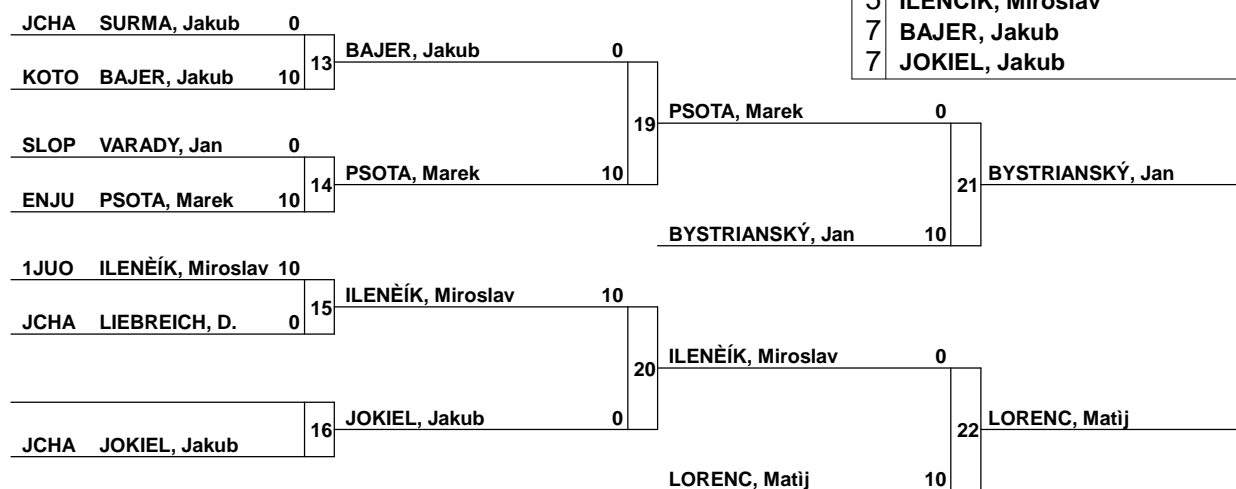 5 ILENÈÍK, Miroslav
JCHA SURMA, Jakub 0
7 BAJER, Jakub
BAJER, Jakub 0
13
7 JOKIEL, Jakub
KOTO BAJER, Jakub 10
PSOTA, Marek 0
19
SLOP VARADY, Jan 0
PSOTA, Marek 10
BYSTRIANSKÝ, Jan
14
21
ENJU PSOTA, Marek 10
BYSTRIANSKÝ, Jan 10
1JUO ILENÈÍK, Miroslav 10
ILENÈÍK, Miroslav 10
15
JCHA LIEBREICH, D. 0
ILENÈÍK, Miroslav 0
20
JOKIEL, Jakub 0
LORENC, Matìj
16
22
JCHA JOKIEL, Jakub
LORENC, Matìj 10